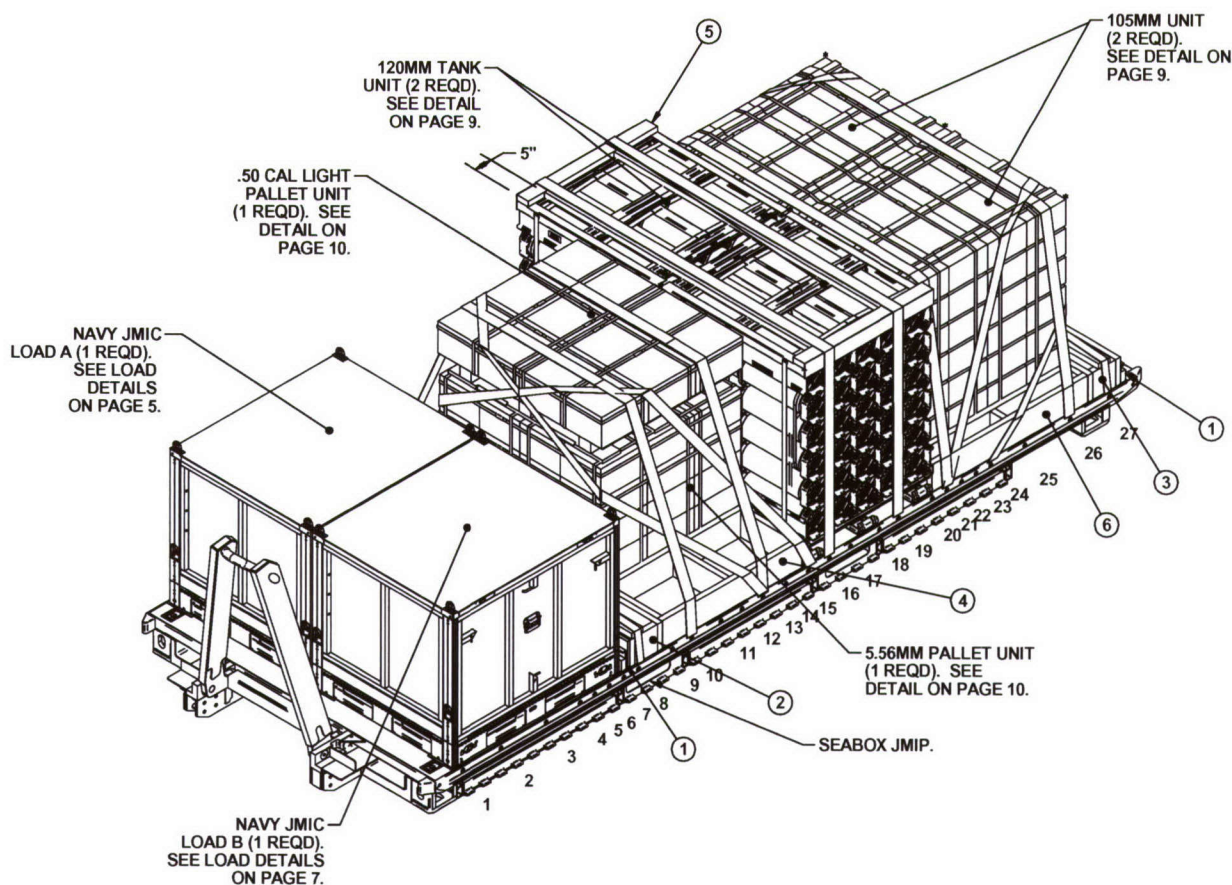 5
105MM UNIT
(2 REQD).
SEE DETAIL ON
PAGE 9.
120MM TANK
UNIT (2 REQD).
SEE DETAIL
ON PAGE 9.
5"
.50 CAL LIGHT
PALLET UNIT
(1 REQD). SEE
DETAIL ON
PAGE 10.
NAVY JMIC
LOAD A (1 REQD).
SEE LOAD
DETAILS
ON PAGE 5.
1
3
6
4
5.56MM PALLET UNIT
(1 REQD). SEE
DETAIL ON PAGE 10.
2
1
SEABOX JMIP.
1 2 3 4 5 6 7 8 9 10 11 12 13 14 15 16 17 18 19 20 21 22 23 24 25 26 27
NAVY JMIC
LOAD B (1 REQD).
SEE LOAD DETAILS
ON PAGE 7.